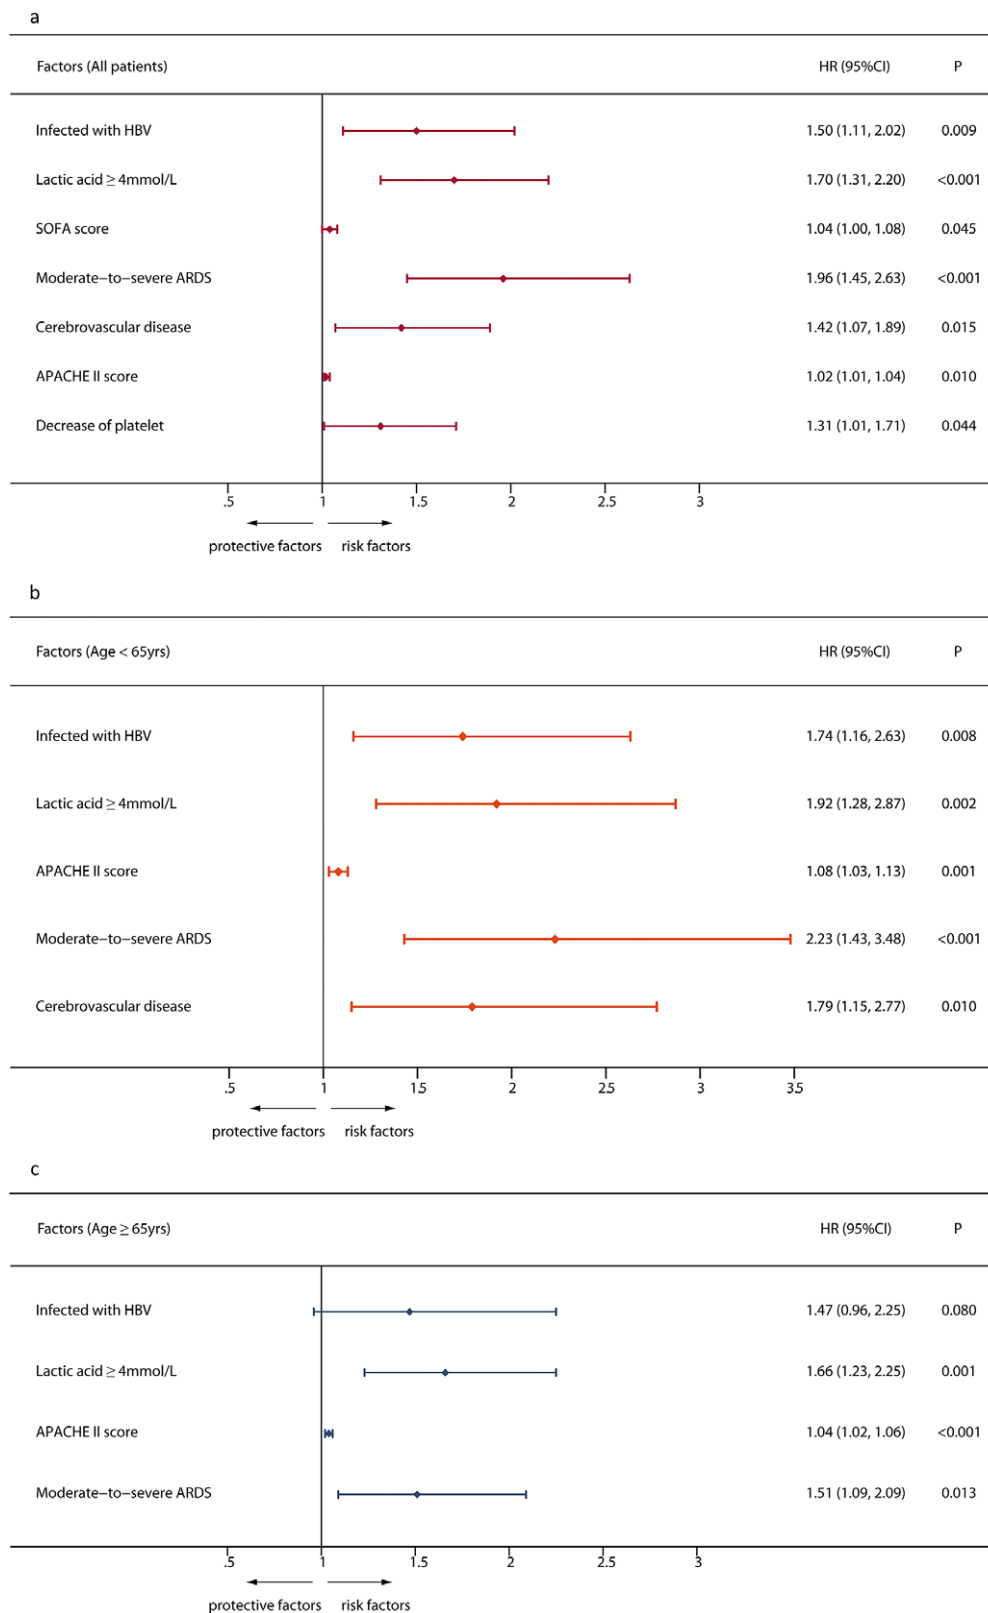 a
Factors (All patients) HR (95%CI) P
Infected with HBV 1.50 (1.11, 2.02) 0.009
Lactic acid ≥ 4mmol/L 1.70 (1.31, 2.20) <0.001
SOFA score 1.04 (1.00, 1.08) 0.045
Moderate−to−severe ARDS 1.96 (1.45, 2.63) <0.001
Cerebrovascular disease 1.42 (1.07, 1.89) 0.015
APACHE II score 1.02 (1.01, 1.04) 0.010
Decrease of platelet 1.31 (1.01, 1.71) 0.044
.5 1 1.5 2 2.5 3
protective factors risk factors
b
Factors (Age < 65yrs) HR (95%CI) P
Infected with HBV 1.74 (1.16, 2.63) 0.008
Lactic acid ≥ 4mmol/L 1.92 (1.28, 2.87) 0.002
APACHE II score 1.08 (1.03, 1.13) 0.001
Moderate−to−severe ARDS 2.23 (1.43, 3.48) <0.001
Cerebrovascular disease 1.79 (1.15, 2.77) 0.010
.5 1 1.5 2 2.5 3 35
protective factors risk factors
c
Factors (Age ≥ 65yrs) HR (95%CI) P
Infected with HBV 1.47 (0.96, 2.25) 0.080
Lactic acid ≥ 4mmol/L 1.66 (1.23, 2.25) 0.001
APACHE II score 1.04 (1.02, 1.06) <0.001
Moderate−to−severe ARDS 1.51 (1.09, 2.09) 0.013
.5 1 1.5 2 2.5 3
protective factors risk factors